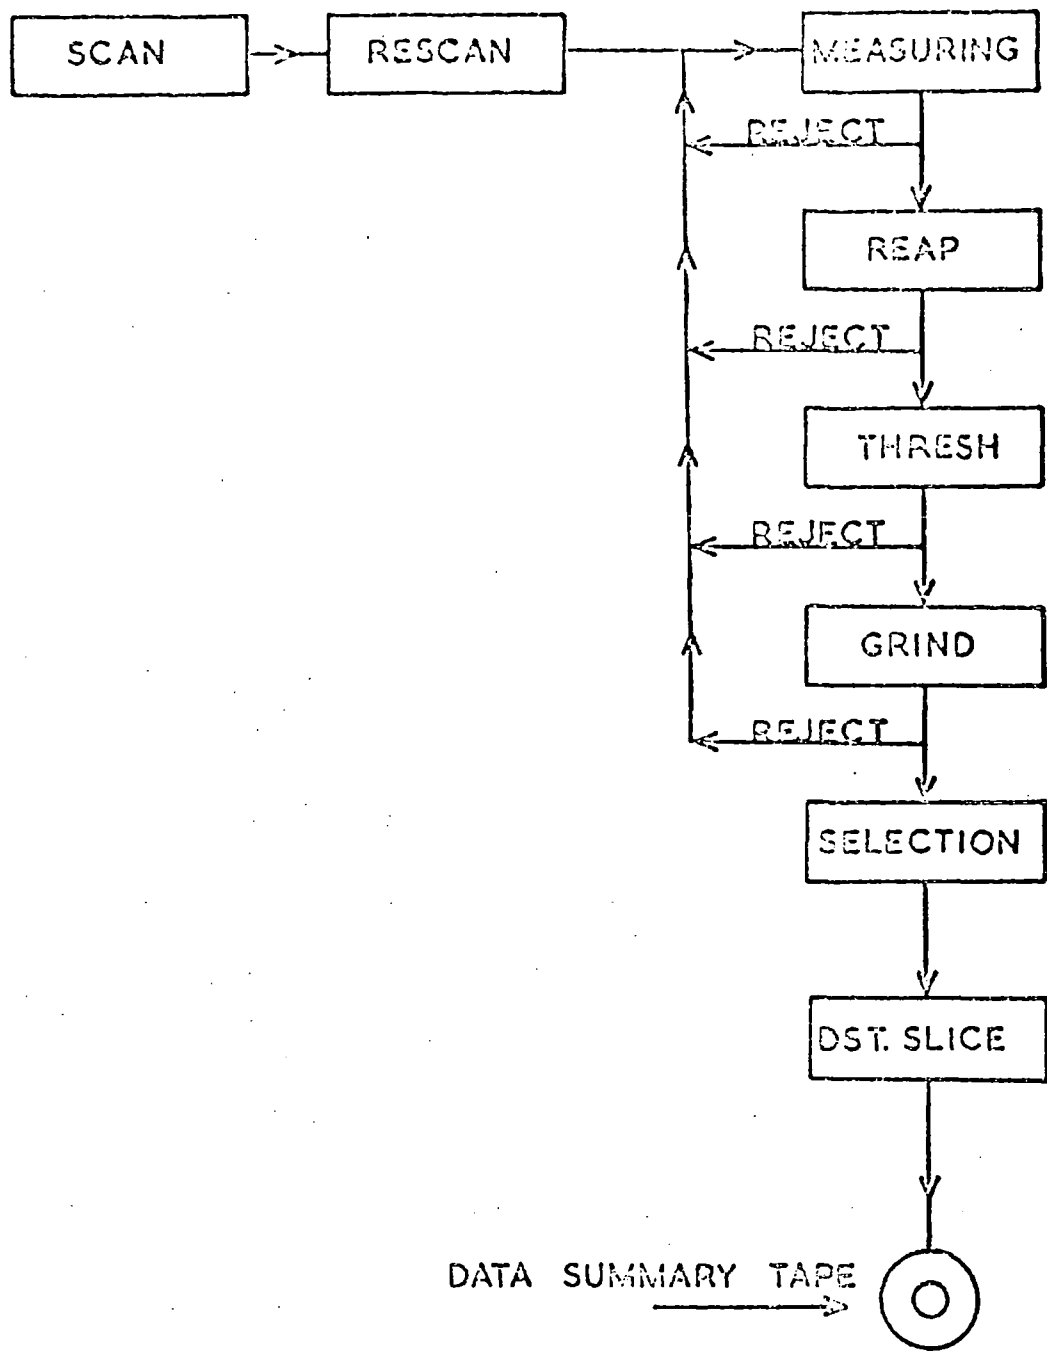 SCAN
RESCAN
MEASURING
REJECT
REAP
REJECT
THRESH
REJECT
GRIND
REJECT
SELECTION
DST. SLICE
DATA SUMMARY TAPE